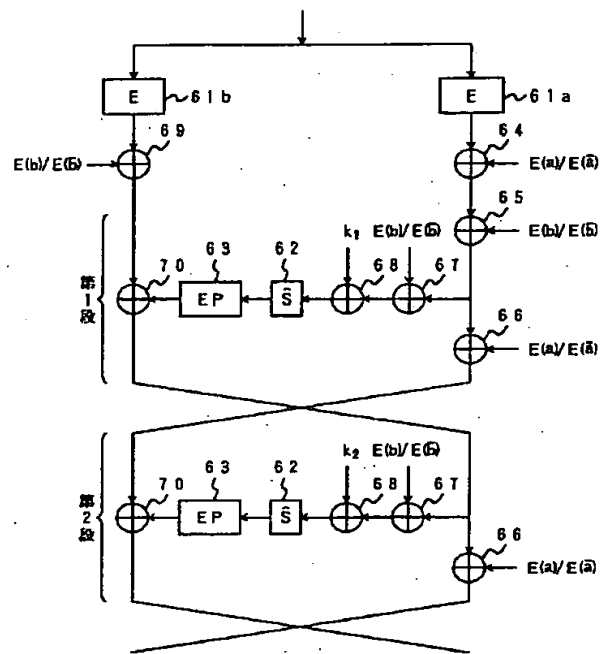 E 61b E 61a
69 64
E(b)/E(b̄) E(a)/E(ā)
65
E(b)/E(b̄)
第1段
70 63 62 k₁ E(b)/E(b̄) 68 67
EP Ŝ
66
E(a)/E(ā)
第2段
70 63 62 k₂ E(b)/E(b̄) 68 67
EP Ŝ
66
E(a)/E(ā)